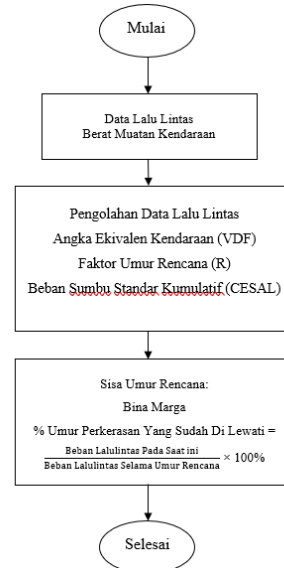 Mulai
Data Lalu Lintas
Berat Muatan Kendaraan
Pengolahan Data Lalu Lintas
Angka Ekivalen Kendaraan (VDF)
Faktor Umur Rencana (R)
Beban Sumbu Standar Kumulatif (CESAL)
Sisa Umur Rencana:
Bina Marga
% Umur Perkerasan Yang Sudah Di Lewati =
Beban Lalulintas Pada Saat ini
Beban Lalulintas Selama Umur Rencana × 100%
Selesai